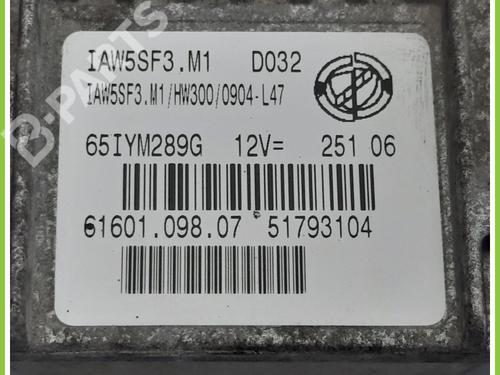 IAW5SF3.M1 D032
IAW5SF3.M1/HW300/0904-L47
65IYM289G 12V= 251 06
61601.098.07 51793104
B-PARTS